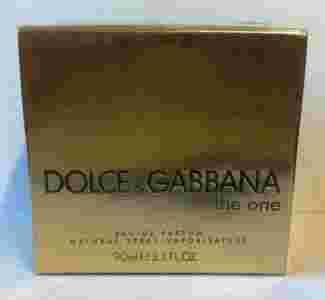 DOLCE & GABBANA
the one
EAU DE PARFUM
NATURAL SPRAY VAPORISATEUR